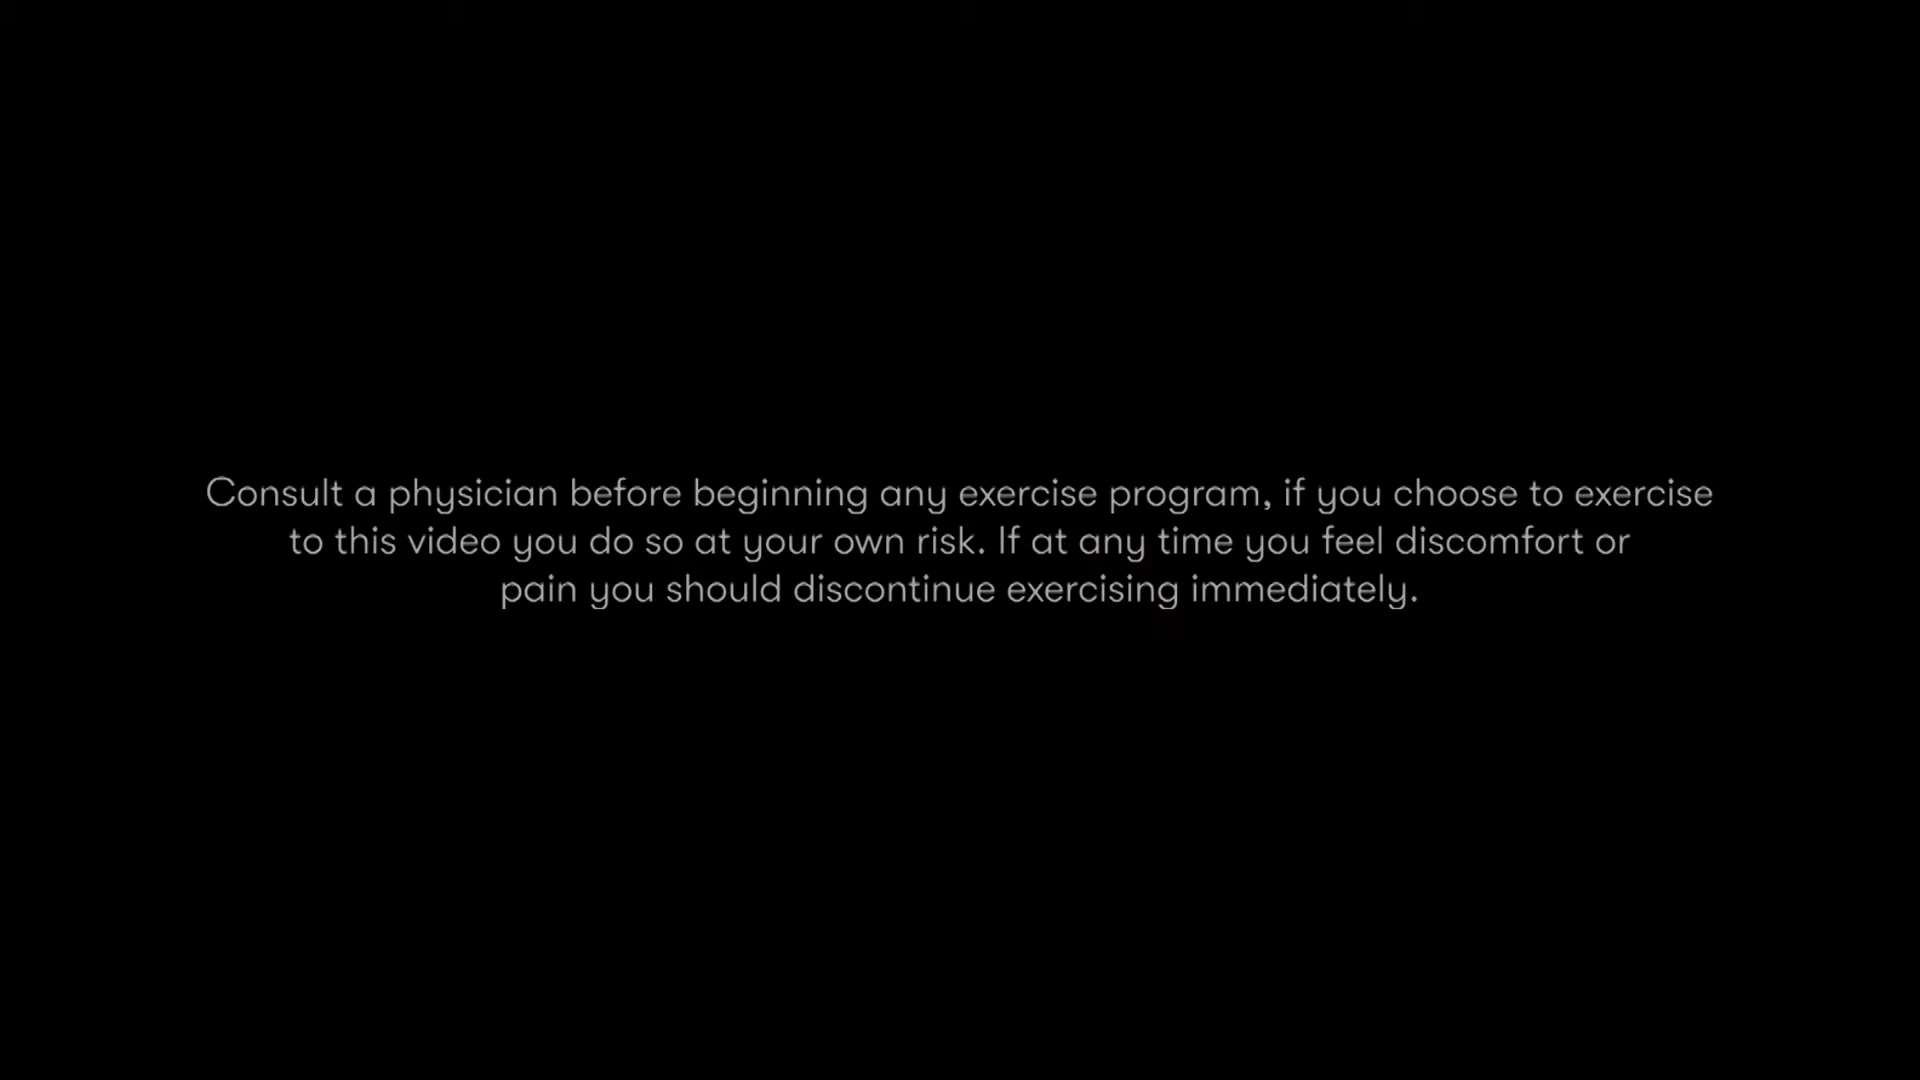 Consult a physician before beginning any exercise program, if you choose to exercise
to this video you do so at your own risk. If at any time you feel discomfort or
pain you should discontinue exercising immediately.